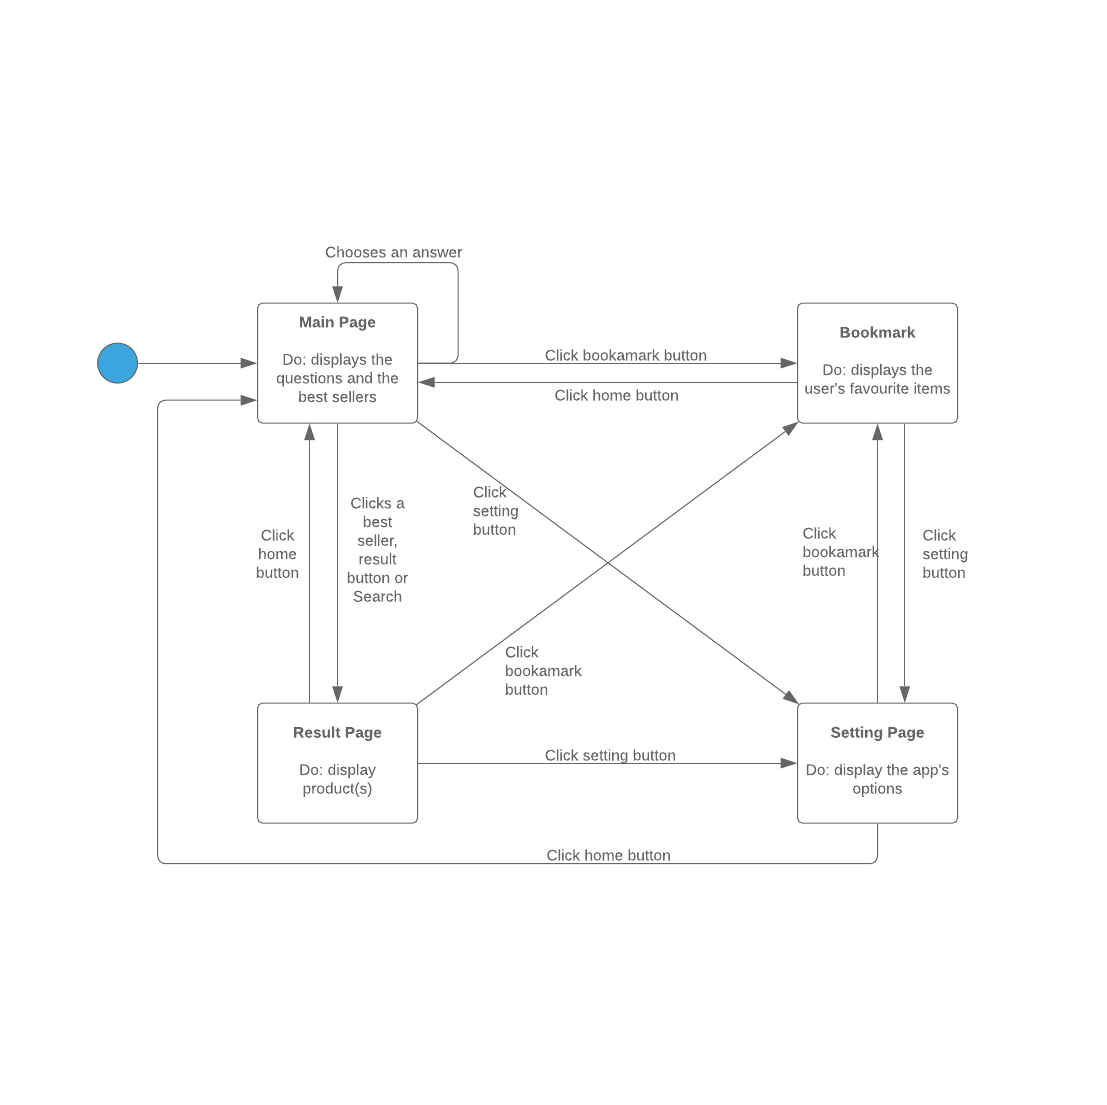 Chooses an answer
Main Page
Do: displays the
questions and the
best sellers
Click bookamark button
Click home button
Bookmark
Do: displays the
user's favourite items
Click
home
button
Clicks a
best
seller,
result
button or
Search
Click
setting
button
Click
bookamark
button
Click
bookamark
button
Click
setting
button
Result Page
Do: display
product(s)
Click setting button
Setting Page
Do: display the app's
options
Click home button